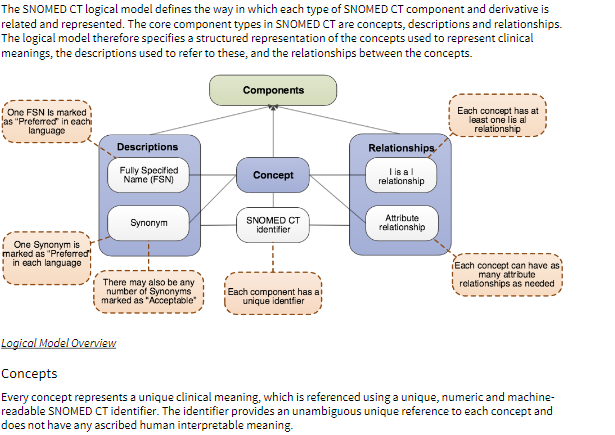 The SNOMED CT logical model defines the way in which each type of SNOMED CT component and derivative is
related and represented. The core component types in SNOMED CT are concepts, descriptions and relationships.
The logical model therefore specifies a structured representation of the concepts used to represent clinical
meanings, the descriptions used to refer to these, and the relationships between the concepts.
Components
One FSN Is marked
as "Preferred" in each
language
Each concept has at
least one lis al
relationship
Descriptions
Relationships
Fully Specified
Name (FSN)
Concept
l is a l
relationship
Synonym
SNOMED CT
identifier
Attribute
relationship
One Synonym is
marked as "Preferred"
in each language
There may also be any
number of Synonyms
marked as "Acceptable"
Each component has a
unique identfier
Each concept can have as
many attribute
relationships as needed
Logical Model Overview
Concepts
Every concept represents a unique clinical meaning, which is referenced using a unique, numeric and machine-
readable SNOMED CT identifier. The identifier provides an unambiguous unique reference to each concept and
does not have any ascribed human interpretable meaning.